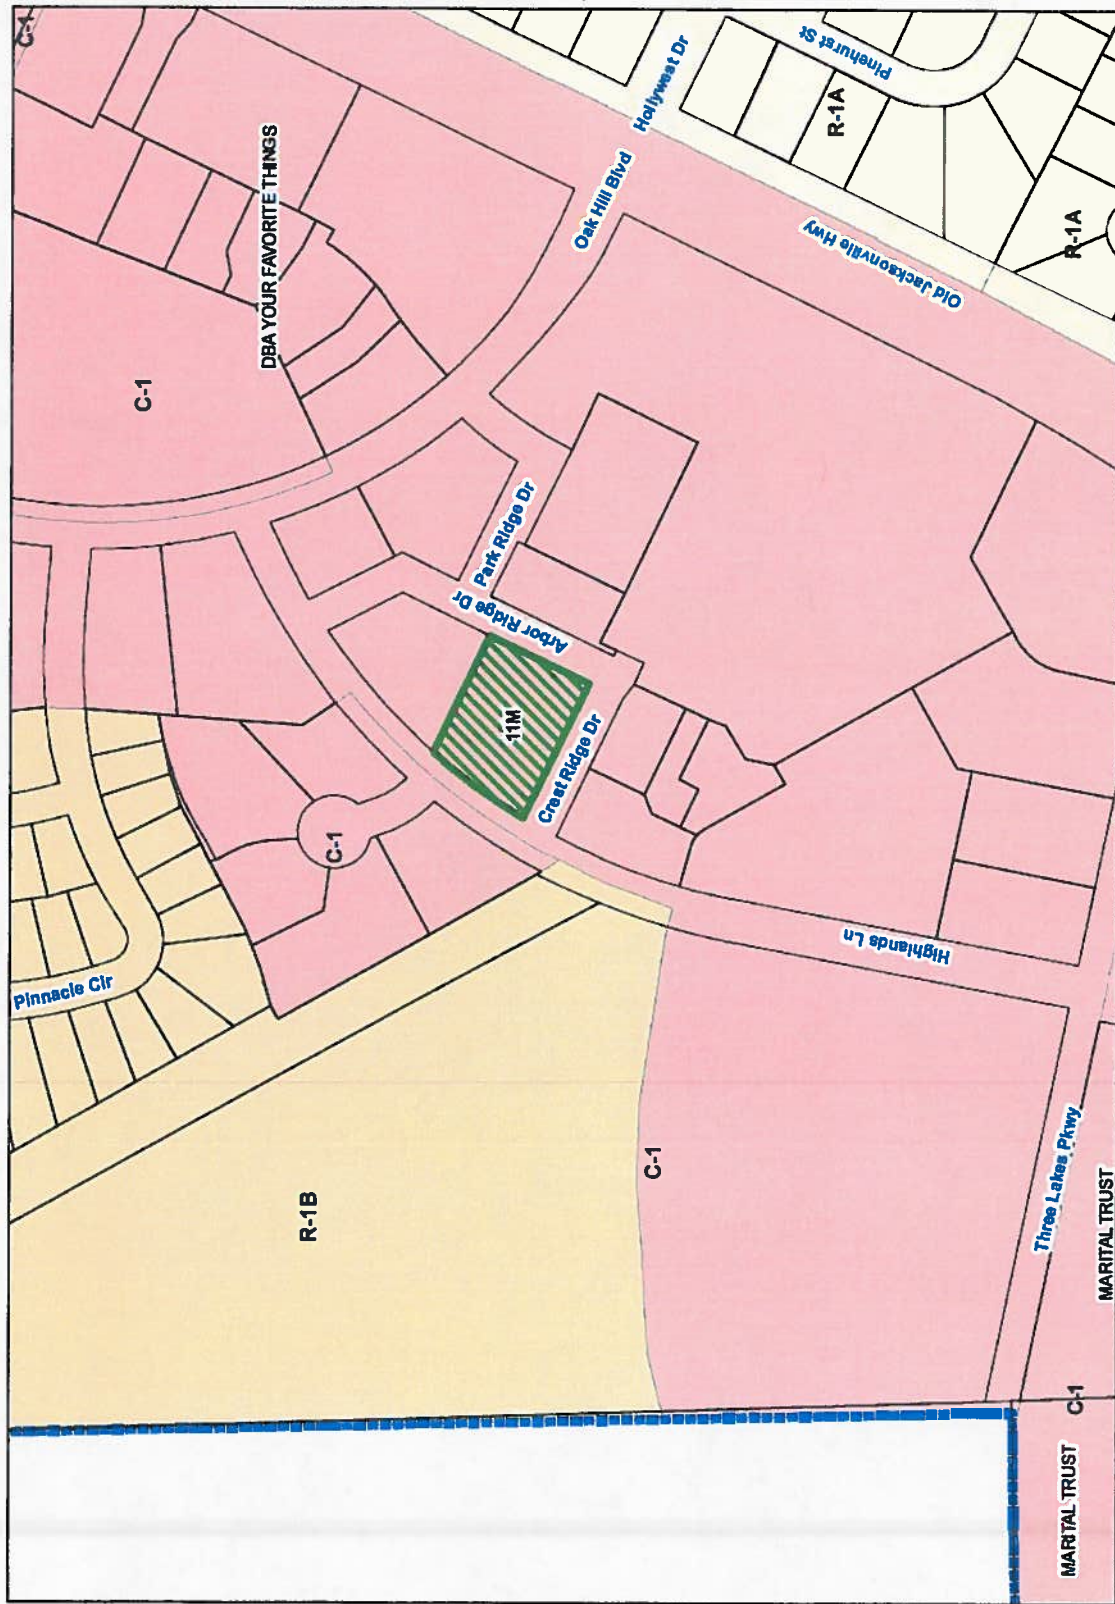 C-1
Pinehurst St
Hollywest Dr
R-1A
DBA YOUR FAVORITE THINGS
Oak Hill Blvd
R-1A
Old Jacksonville Hwy
C-1
Park Ridge Dr
Arbor Ridge Dr
11M
Crest Ridge Dr
C-1
Highlands Ln
Pinnacle Cir
C-1
R-1B
Three Lakes Pkwy
MARITAL TRUST
C-1
MARITAL TRUST